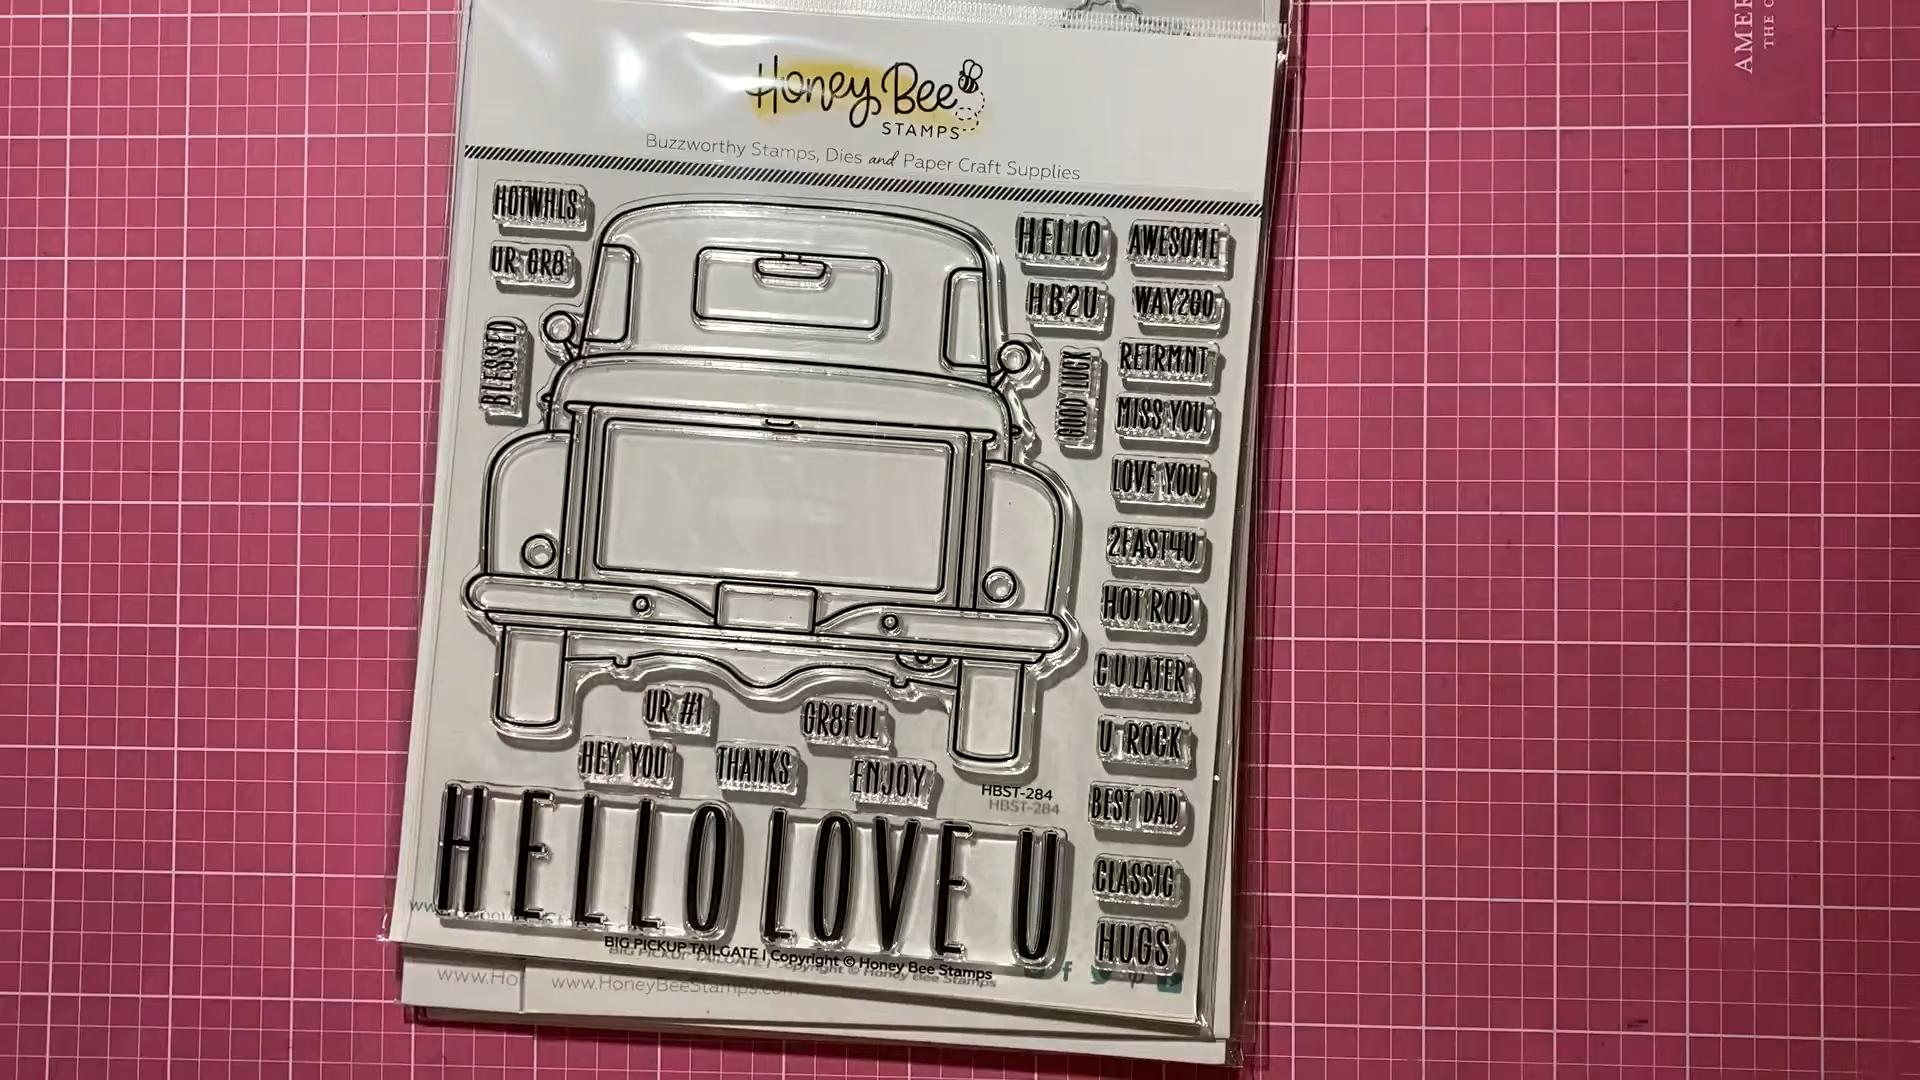 Honey Bee
STAMPS
Buzzworthy Stamps, Dies and Paper Craft Supplies
HOTWHLS
UR GR8
BLESSED
HELLO
AWESOME
HB2U
WAY2GO
GOOD LUCK
RETRMNT
MISS YOU
LOVE YOU
2FAST4U
HOT ROD
C U LATER
U ROCK
BEST DAD
CLASSIC
HUGS
UR #1
GR8FUL
HEY YOU
THANKS
ENJOY
HBST-284
HELLO LOVE U
BIG PICKUP TAILGATE | Copyright © Honey Bee Stamps
www.HoneyBeeStamps.com